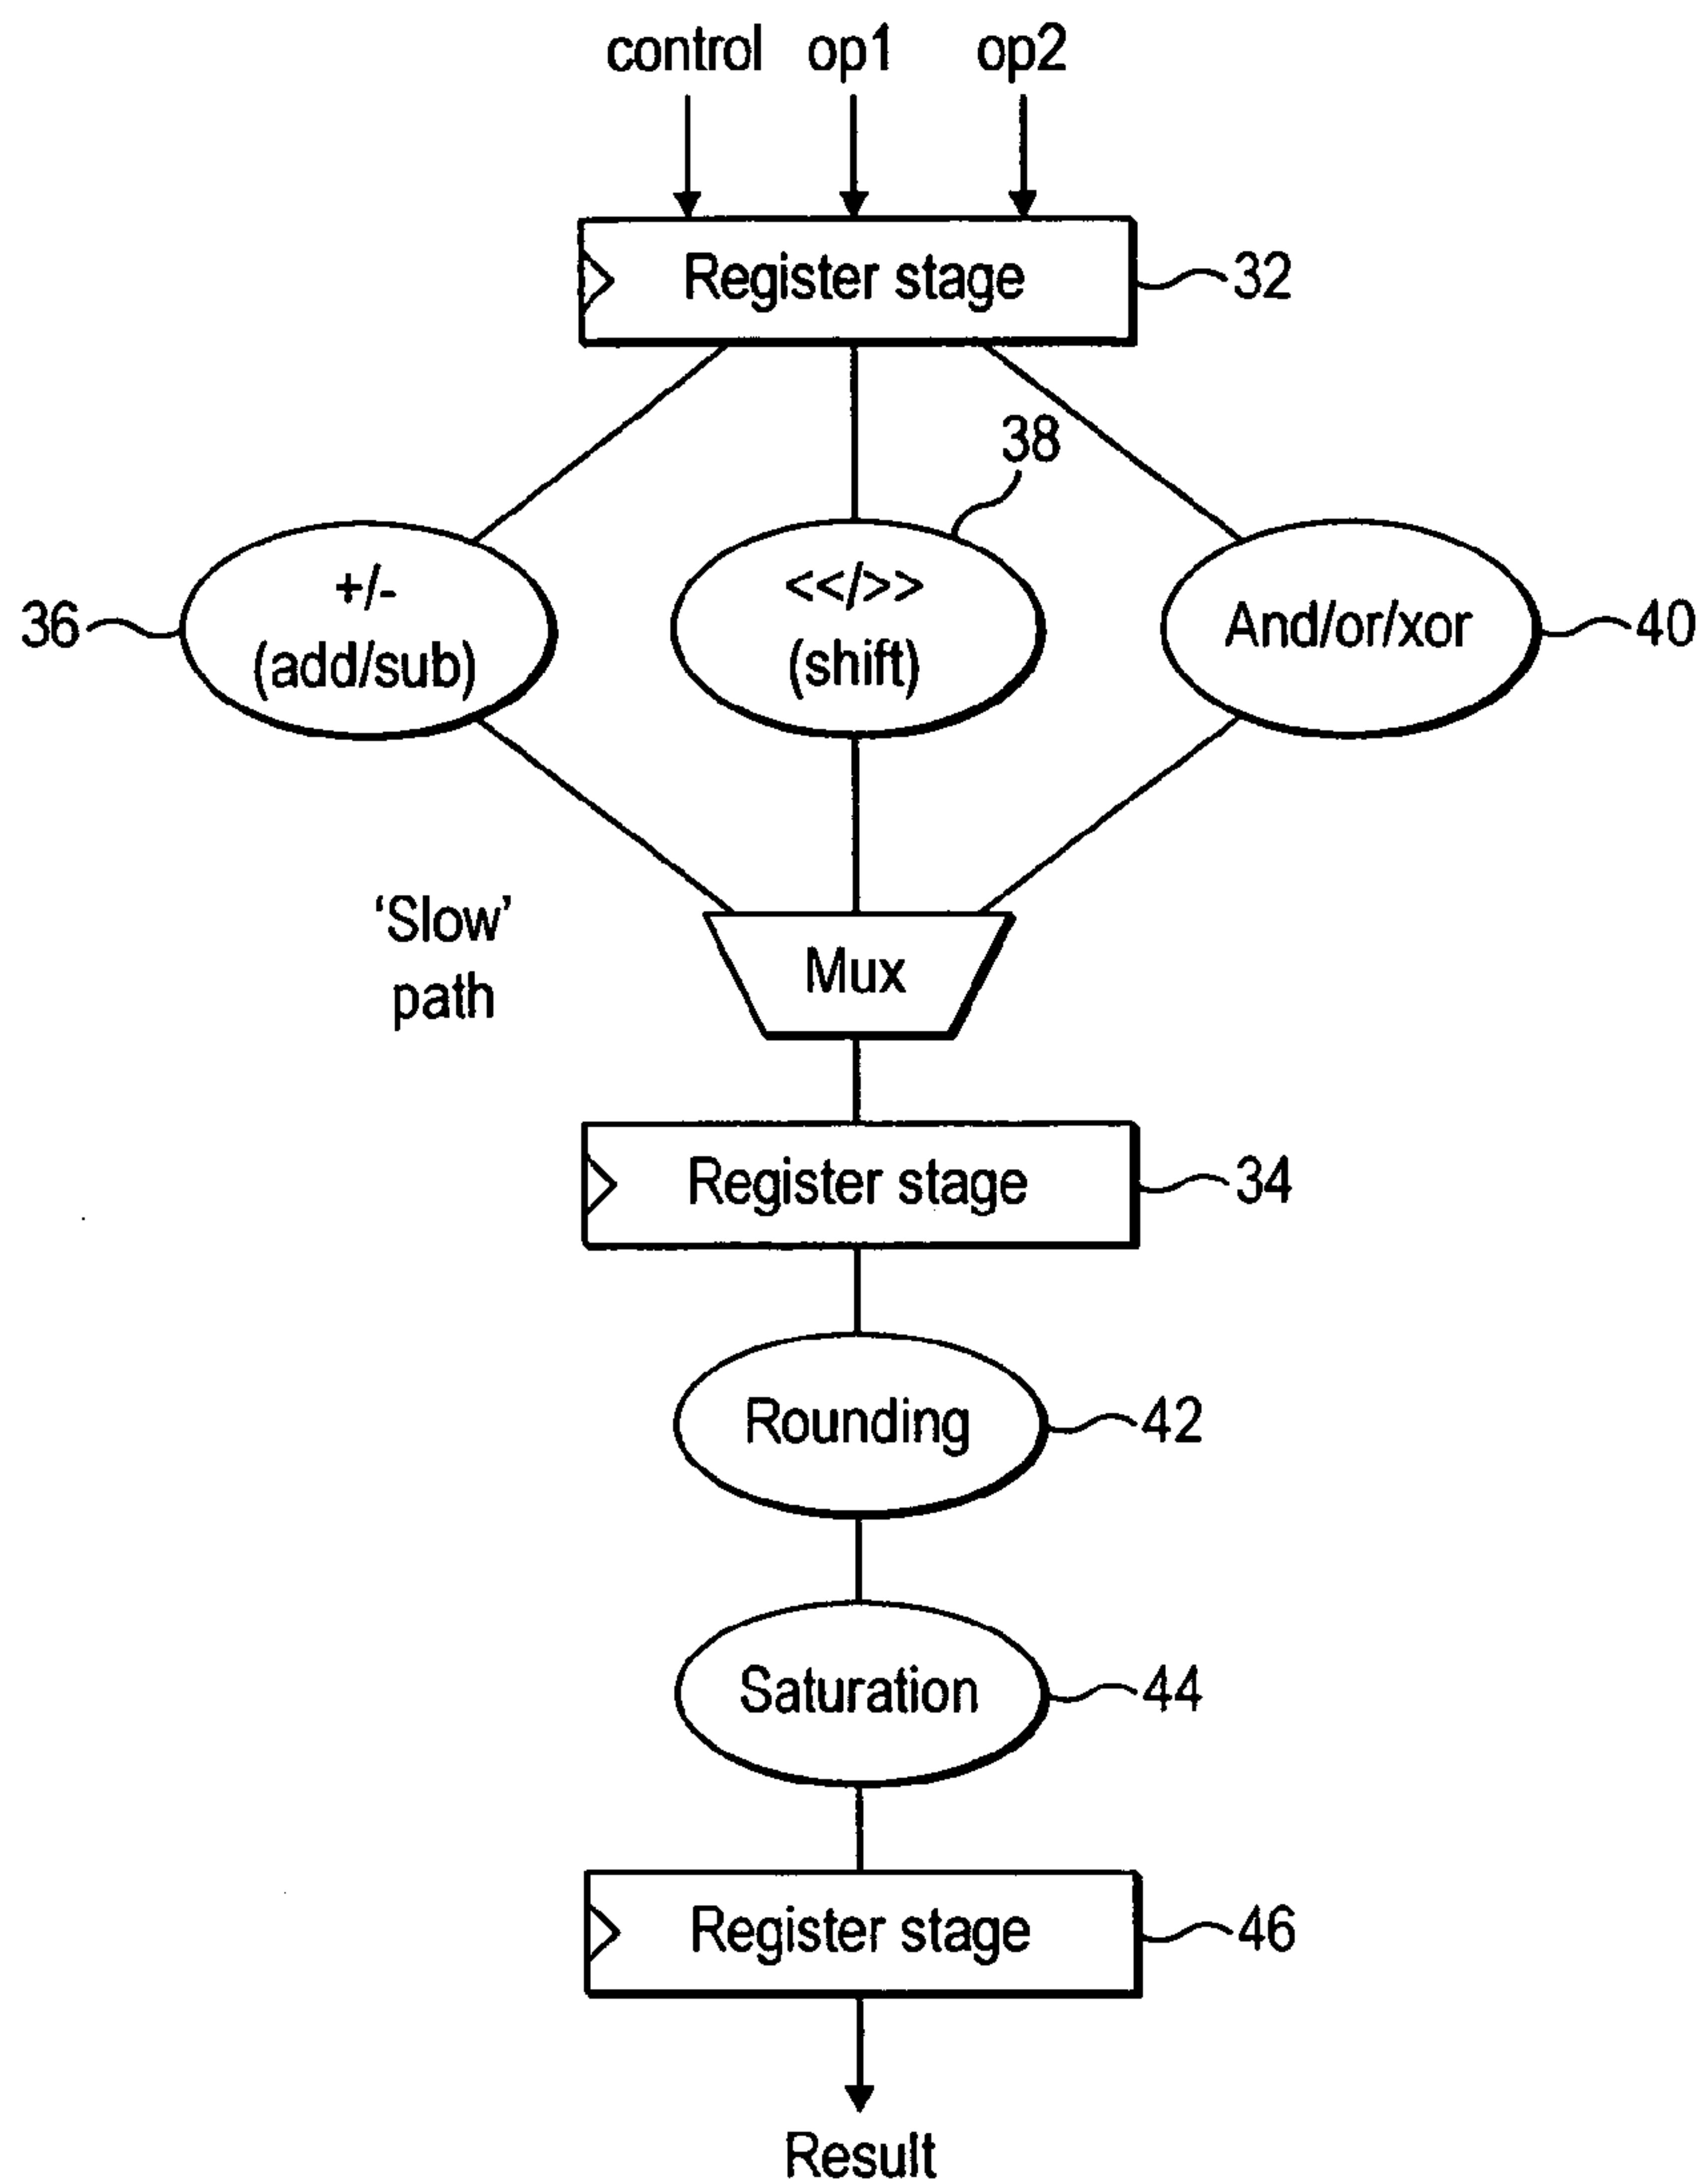 control op1 op2
Register stage 32
38
36 +/- (add/sub)
<</>> (shift)
And/or/xor 40
'Slow'
path
Mux
Register stage 34
Rounding 42
Saturation 44
Register stage 46
Result